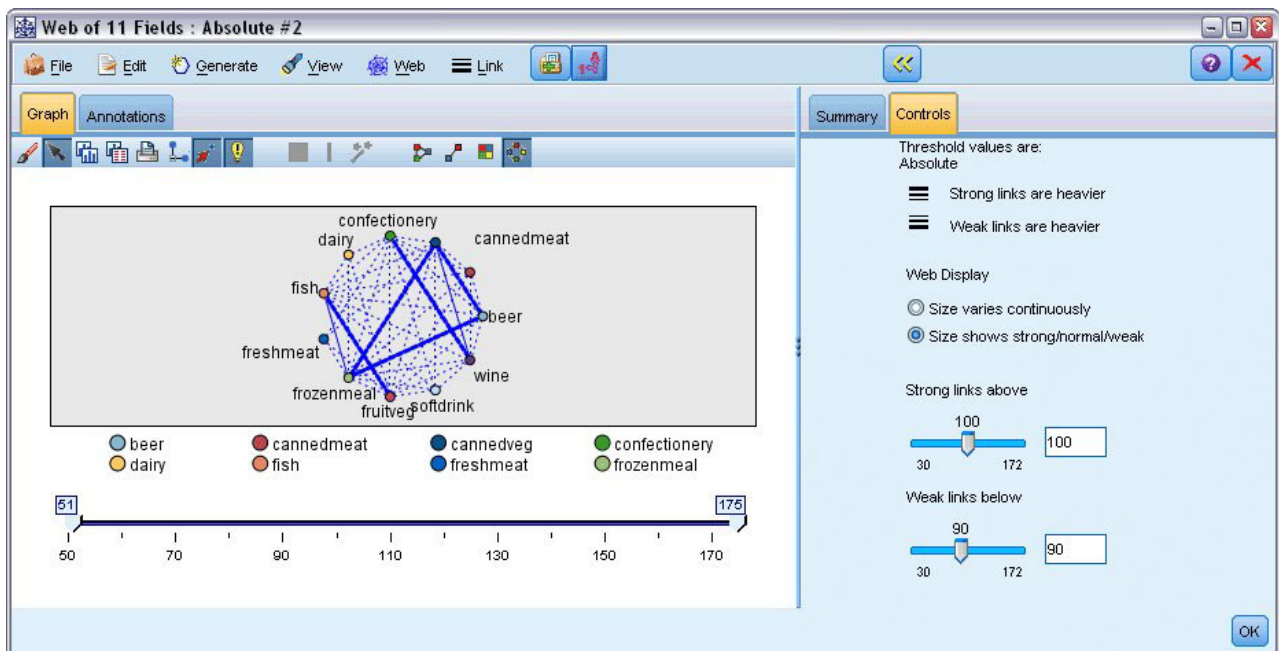 Web of 11 Fields : Absolute #2
File Edit Generate View Web Link
Graph Annotations
Summary Controls
Threshold values are:
Absolute
Strong links are heavier
Weak links are heavier
Web Display
Size varies continuously
Size shows strong/normal/weak
Strong links above
100
100
30 172
Weak links below
90
90
30 172
confectionery
dairy
cannedmeat
fish
beer
freshmeat
wine
frozenmeal
fruitveg
softdrink
beer cannedmeat cannedveg confectionery
dairy fish freshmeat frozenmeal
51 175
50 70 90 110 130 150 170
OK